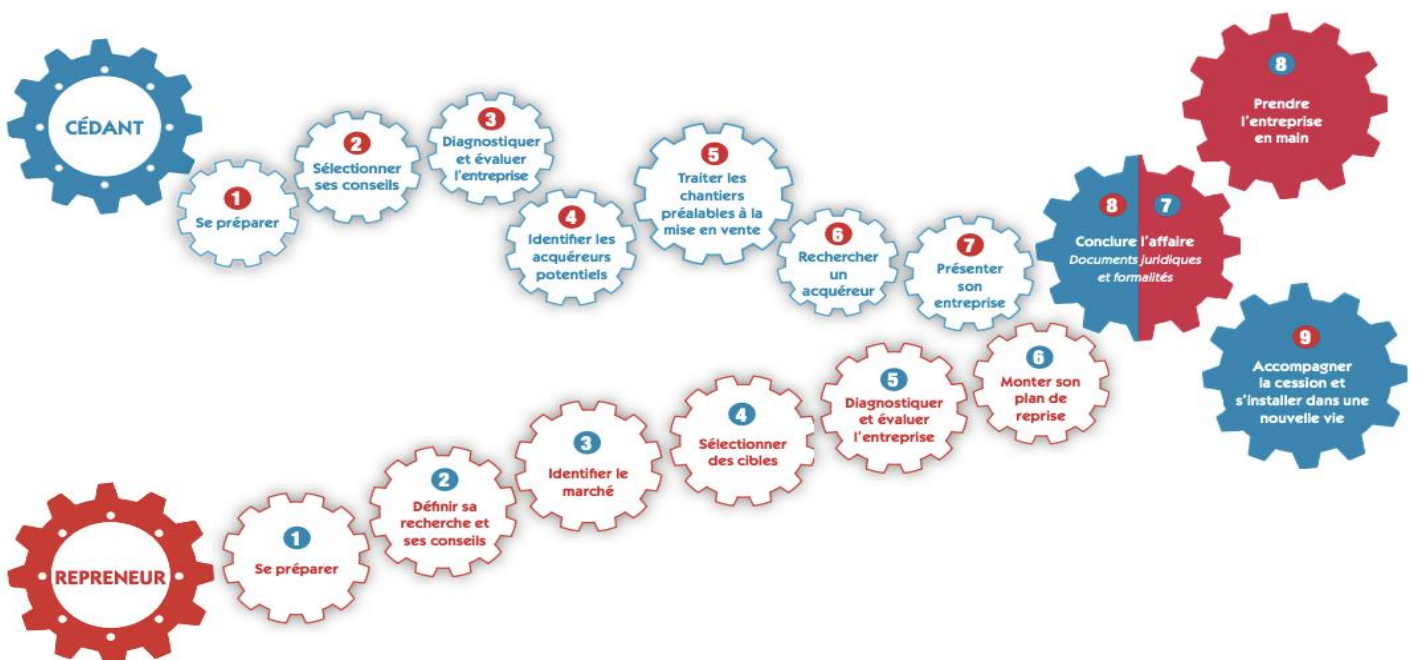 CÉDANT
1
Se préparer
2
Sélectionner
ses conseils
3
Diagnostiquer
et évaluer
l'entreprise
4
Identifier les
acquéreurs
potentiels
5
Traiter les
chantiers
préalables à la
mise en vente
6
Rechercher
un
acquéreur
7
Présenter
son
entreprise
8 7
Conclure l'affaire
Documents juridiques
et formalités
8
Prendre
l'entreprise
en main
9
Accompagner
la cession et
s'installer dans une
nouvelle vie
REPRENEUR
1
Se préparer
2
Définir sa
recherche et
ses conseils
3
Identifier le
marché
4
Sélectionner
des cibles
5
Diagnostiquer
et évaluer
l'entreprise
6
Monter son
plan de
reprise